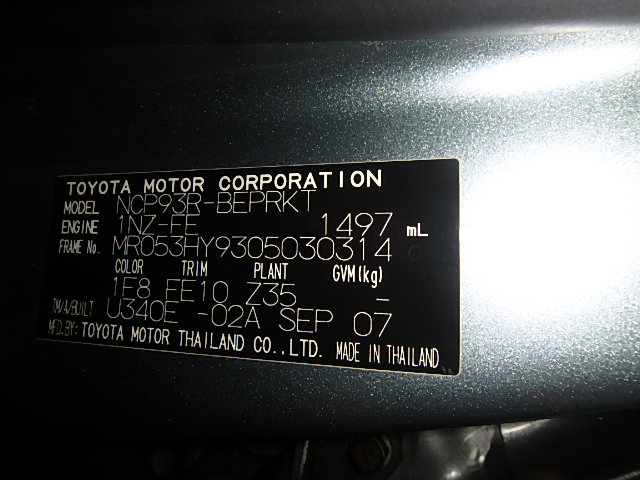 TOYOTA MOTOR CORPORATION
MODEL NCP93R-BEPRKT
ENGINE 1NZ-FE 1497 mL
FRAME No. MR053HY9305030314
COLOR TRIM PLANT GVM(kg)
1F8 FE10 Z35 -
TM/A/BUILT U340E -02A SEP 07
MFD.BY: TOYOTA MOTOR THAILAND CO.,LTD. MADE IN THAILAND